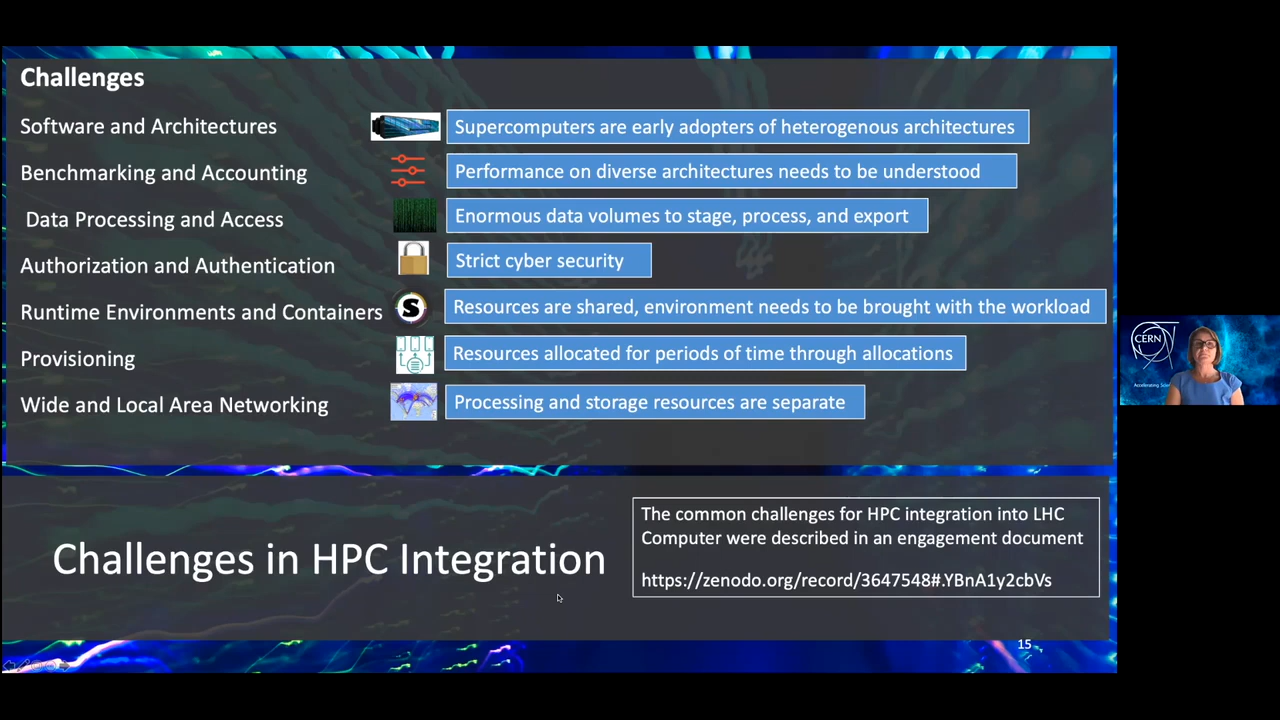 Challenges
Software and Architectures
Supercomputers are early adopters of heterogenous architectures
Benchmarking and Accounting
Performance on diverse architectures needs to be understood
Data Processing and Access
Enormous data volumes to stage, process, and export
Authorization and Authentication
Strict cyber security
Runtime Environments and Containers
S
Resources are shared, environment needs to be brought with the workload
Provisioning
Resources allocated for periods of time through allocations
Wide and Local Area Networking
Processing and storage resources are separate
Challenges in HPC Integration
The common challenges for HPC integration into LHC
Computer were described in an engagement document
https://zenodo.org/record/3647548#.YBnA1y2cbVs
15
CERN
Accelerating